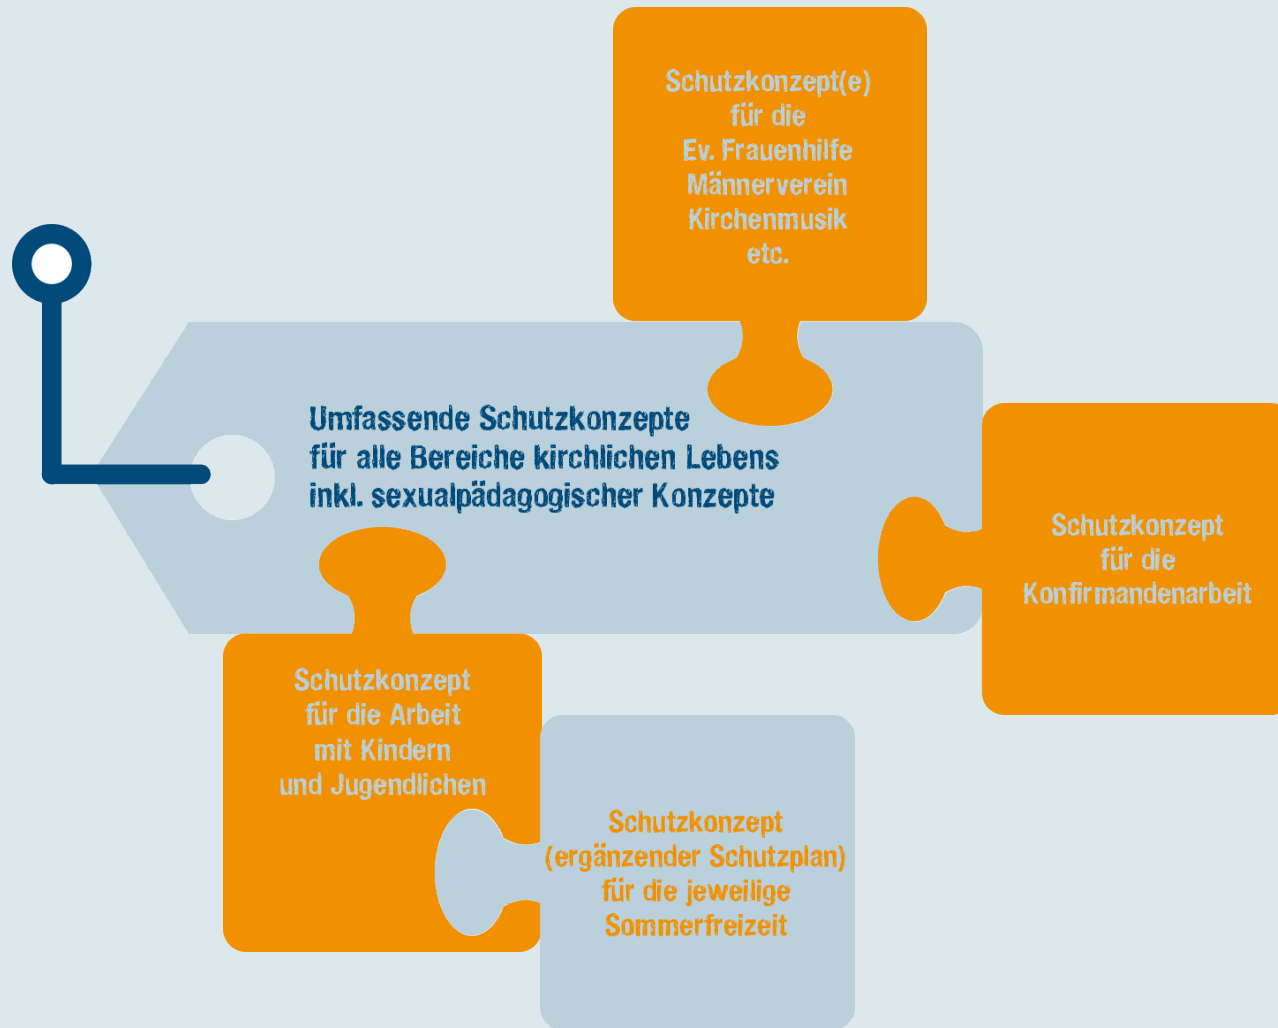 Schutzkonzept(e)
für die
Ev. Frauenhilfe
Männerverein
Kirchenmusik
etc.
Umfassende Schutzkonzepte
für alle Bereiche kirchlichen Lebens
inkl. sexualpädagogischer Konzepte
Schutzkonzept
für die
Konfirmandenarbeit
Schutzkonzept
für die Arbeit
mit Kindern
und Jugendlichen
Schutzkonzept
(ergänzender Schutzplan)
für die jeweilige
Sommerfreizeit